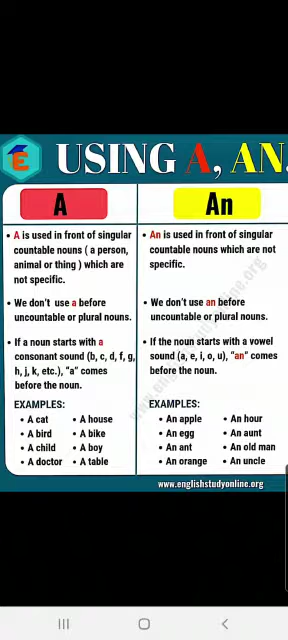 E
USING A, AN.
A
A is used in front of singular
countable nouns ( a person,
animal or thing ) which are
not specific.
We don't use a before
uncountable or plural nouns.
If a noun starts with a
consonant sound (b, c, d, f, g,
h, j, k, etc.), "a" comes
before the noun.
EXAMPLES:
• A cat • A house
• A bird • A bike
• A child • A boy
• A doctor • A table
An
An is used in front of singular
countable nouns which are not
specific.
We don't use an before
uncountable or plural nouns.
If the noun starts with a vowel
sound (a, e, i, o, u), "an" comes
before the noun.
EXAMPLES:
• An apple • An hour
• An egg • An aunt
• An ant • An old man
• An orange • An uncle
www.englishstudyonline.org
www.englishstudyonline.org